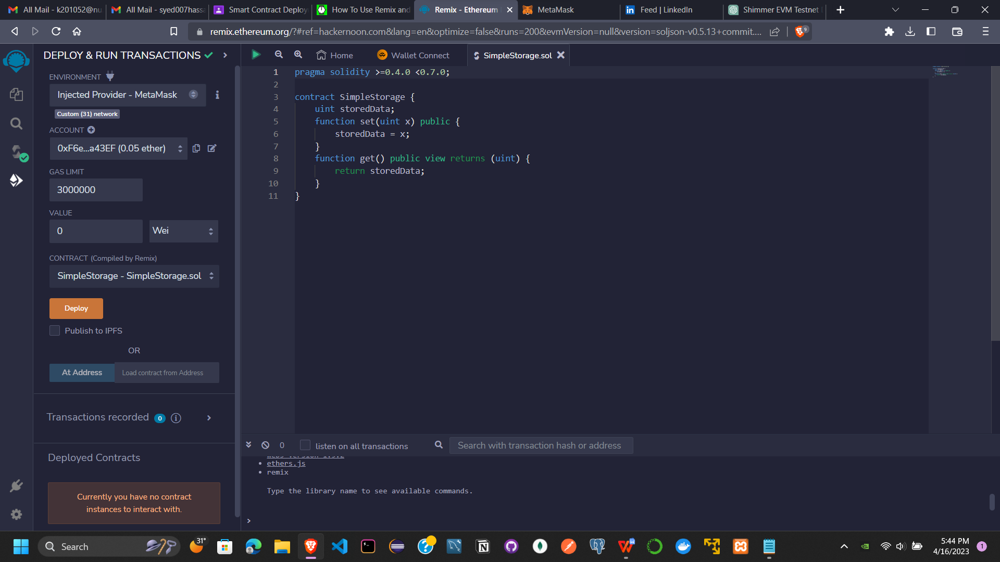 All Mail - k201052@nu
All Mail - syed007hassa
Smart Contract Deploy
How To Use Remix and
Remix - Ethereum
MetaMask
Feed | LinkedIn
Shimmer EVM Testnet
remix.ethereum.org/?#ref=hackernoon.com&lang=en&optimize=false&runs=200&evmVersion=null&version=soljson-v0.5.13+commit....
9
DEPLOY & RUN TRANSACTIONS
ENVIRONMENT
Injected Provider - MetaMask
Custom (31) network
ACCOUNT
0xF6e...a43EF (0.05 ether)
GAS LIMIT
3000000
VALUE
0
Wei
CONTRACT (Compiled by Remix)
SimpleStorage - SimpleStorage.sol
Deploy
Publish to IPFS
OR
At Address
Load contract from Address
Transactions recorded 0
Deployed Contracts
Currently you have no contract
instances to interact with.
Home
Wallet Connect
SimpleStorage.sol
1 pragma solidity >=0.4.0 <0.7.0;
2
3 contract SimpleStorage {
4 uint storedData;
5 function set(uint x) public {
6 storedData = x;
7 }
8 function get() public view returns (uint) {
9 return storedData;
10 }
11 }
0
listen on all transactions
Search with transaction hash or address
ethers.js
remix
Type the library name to see available commands.
>
Search
31°
5:44 PM
4/16/2023
1